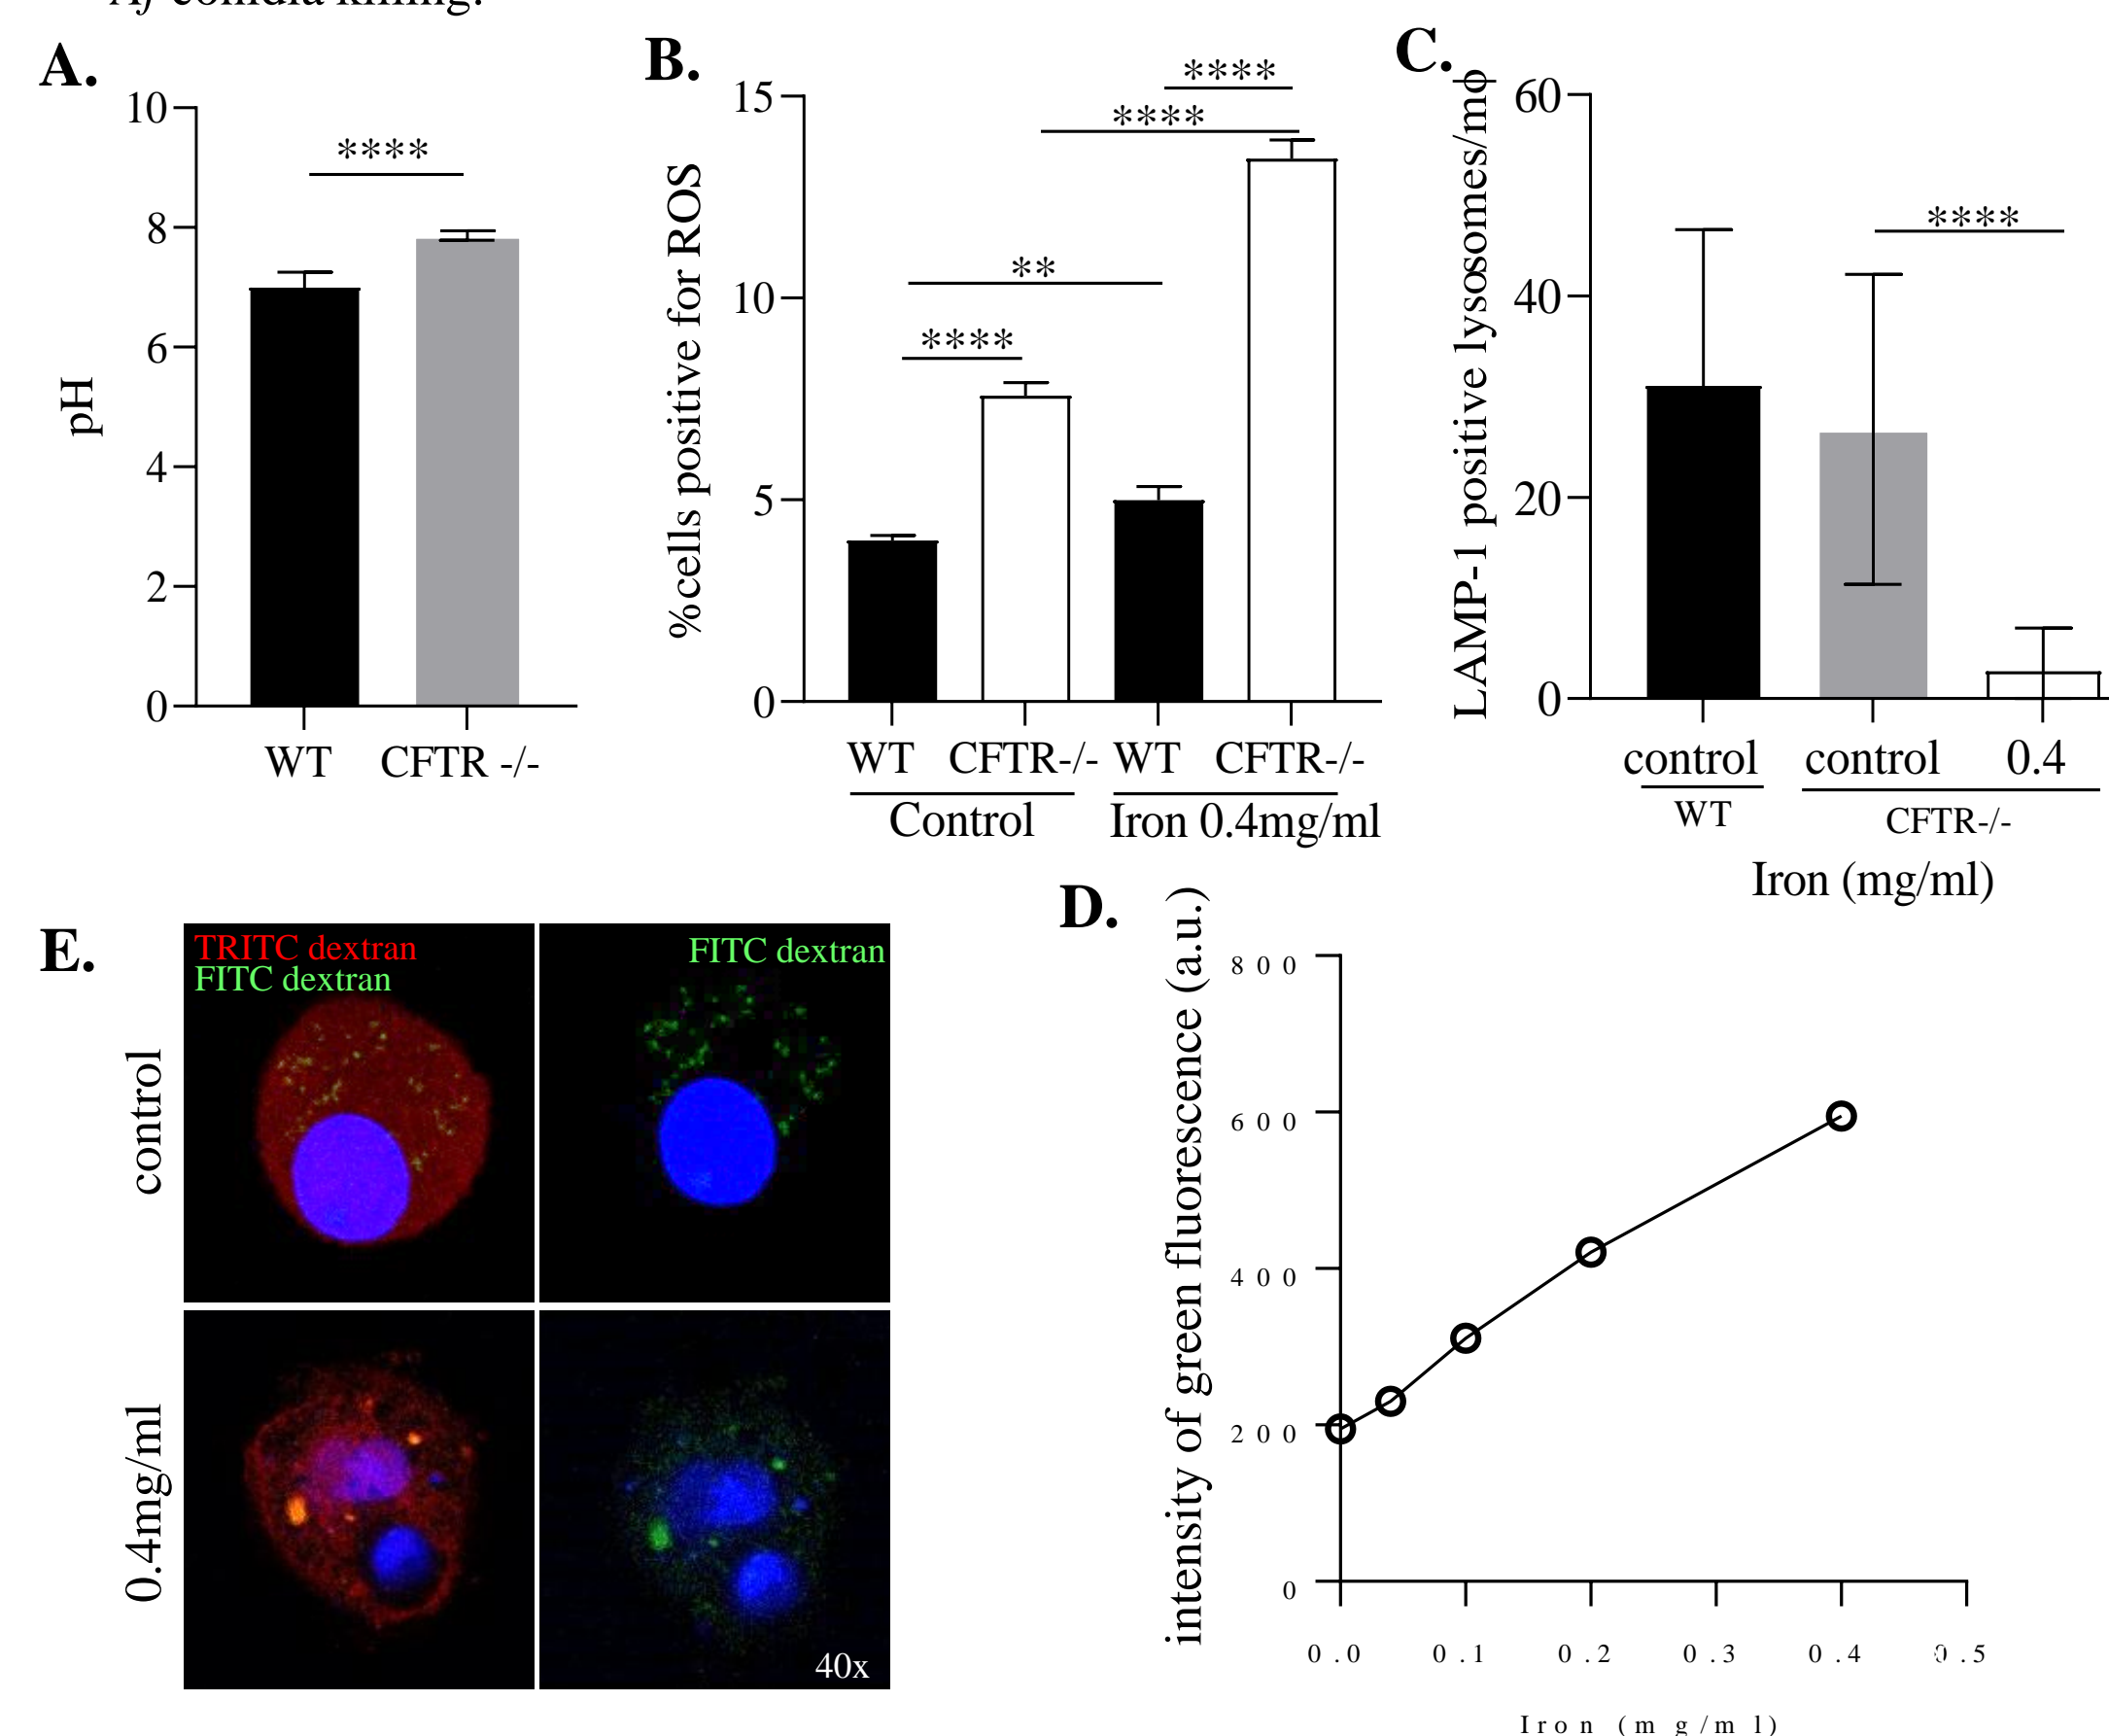 Af conidia killing.
A.
10
8
6
4
2
0
pH
****
WT CFTR -/-
B.
15
10
5
0
%cells positive for ROS
****
****
**
****
WT CFTR-/- WT CFTR-/-
Control Iron 0.4mg/ml
C.
60
40
20
0
LAMP-1 positive lysosomes/mo
****
control control 0.4
WT CFTR-/-
Iron (mg/ml)
E.
TRITC dextran
FITC dextran
FITC dextran
control
0.4mg/ml
40x
D.
intensity of green fluorescence (a.u.)
800
600
400
200
0
0.0 0.1 0.2 0.3 0.4 0.5
Iron (mg/ml)